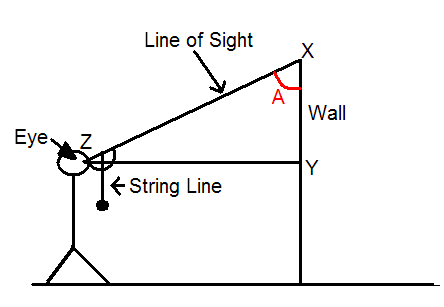 Line of Sight
X
A
Wall
Eye
Z
Y
String Line